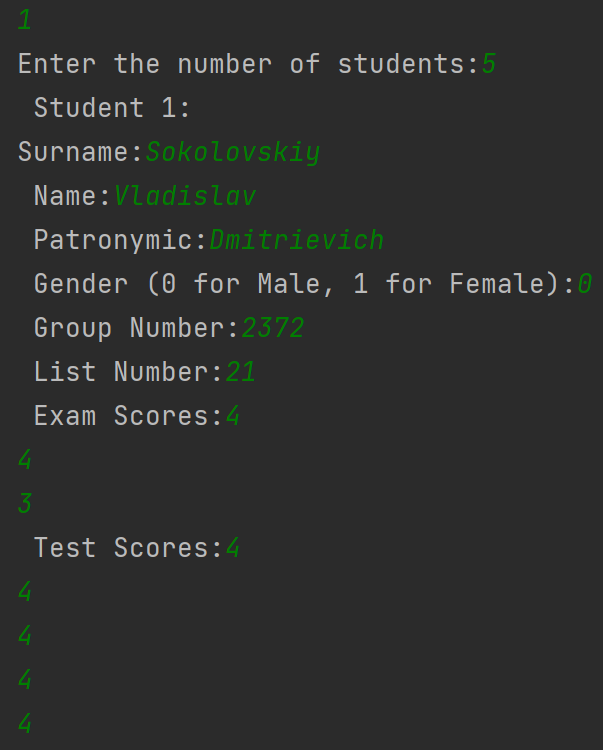 1
Enter the number of students:5
Student 1:
Surname:Sokolovskiy
Name:Vladislav
Patronymic:Dmitrievich
Gender (0 for Male, 1 for Female):0
Group Number:2372
List Number:21
Exam Scores:4
4
3
Test Scores:4
4
4
4
4